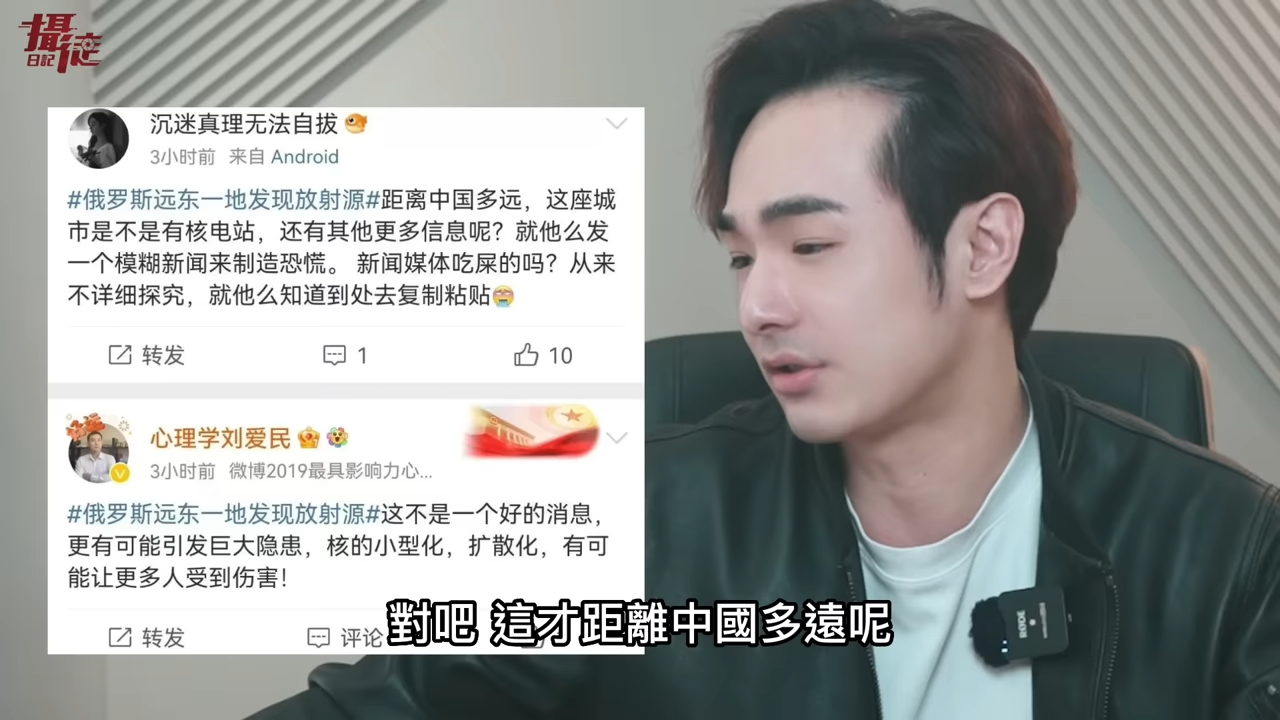 攝徒
日記
沉迷真理无法自拔
3小时前 来自 Android
#俄罗斯远东一地发现放射源#距离中国多远，这座城
市是不是有核电站，还有其他更多信息呢？就他么发
一个模糊新闻来制造恐慌。 新闻媒体吃屎的吗？从来
不详细探究，就他么知道到处去复制粘贴
转发
1
10
心理学刘爱民
3小时前 微博2019最具影响力心...
#俄罗斯远东一地发现放射源#这不是一个好的消息，
更有可能引发巨大隐患，核的小型化，扩散化，有可
能让更多人受到伤害！
转发
评论
對吧 這才距離中國多遠呢
RODE